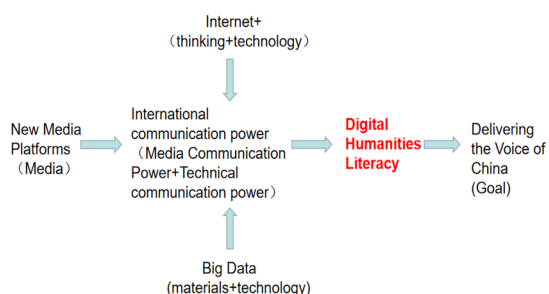 Internet+
（thinking+technology）
New Media
Platforms
（Media）
International
communication power
（Media Communication
Power+Technical
communication power）
Digital
Humanities
Literacy
Delivering
the Voice of
China
(Goal)
Big Data
(materials+technology)